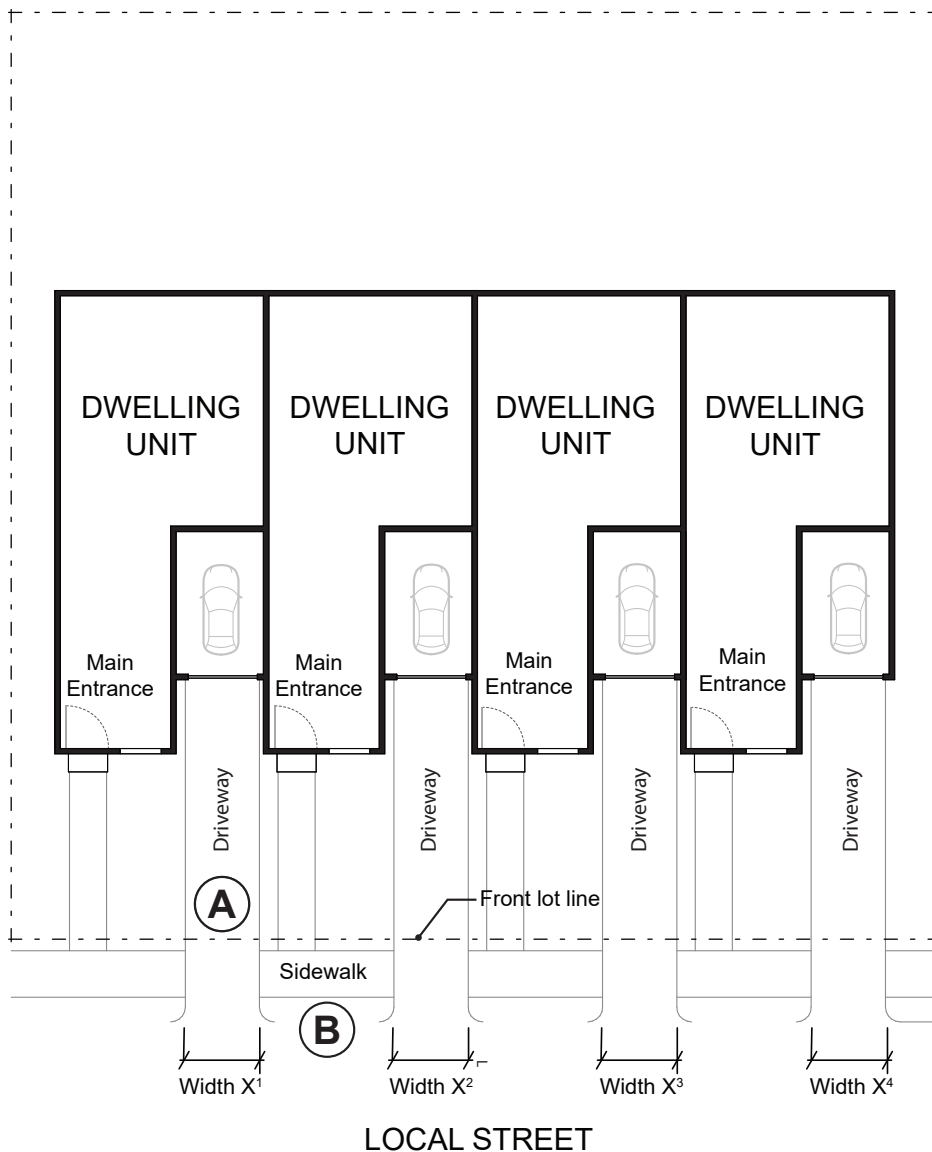 DWELLING
UNIT
DWELLING
UNIT
DWELLING
UNIT
DWELLING
UNIT
Main
Entrance
Main
Entrance
Main
Entrance
Main
Entrance
Driveway
Driveway
Driveway
Driveway
A
Front lot line
Sidewalk
B
Width X¹
Width X²
Width X³
Width X⁴
LOCAL STREET